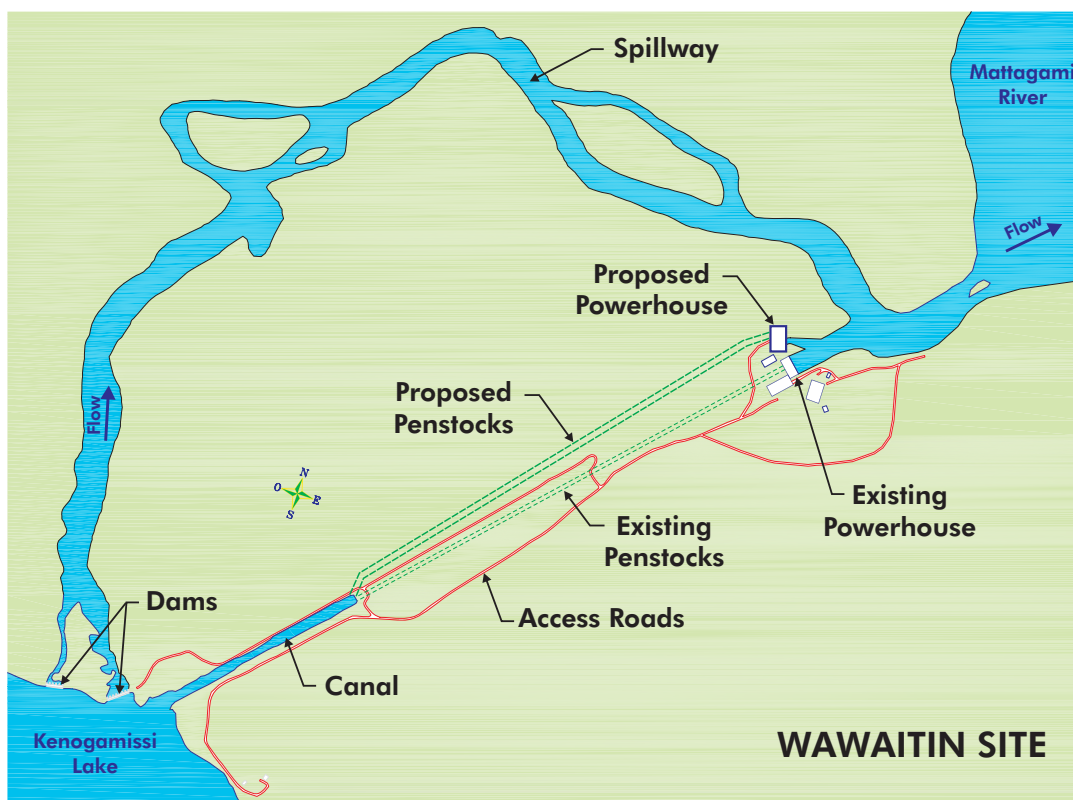 Spillway
Mattagami
River
Flow
Proposed
Powerhouse
Proposed
Penstocks
Flow
N
O
E
S
Existing
Powerhouse
Existing
Penstocks
Dams
Access Roads
Canal
Kenogamissi
Lake
WAWAITIN SITE